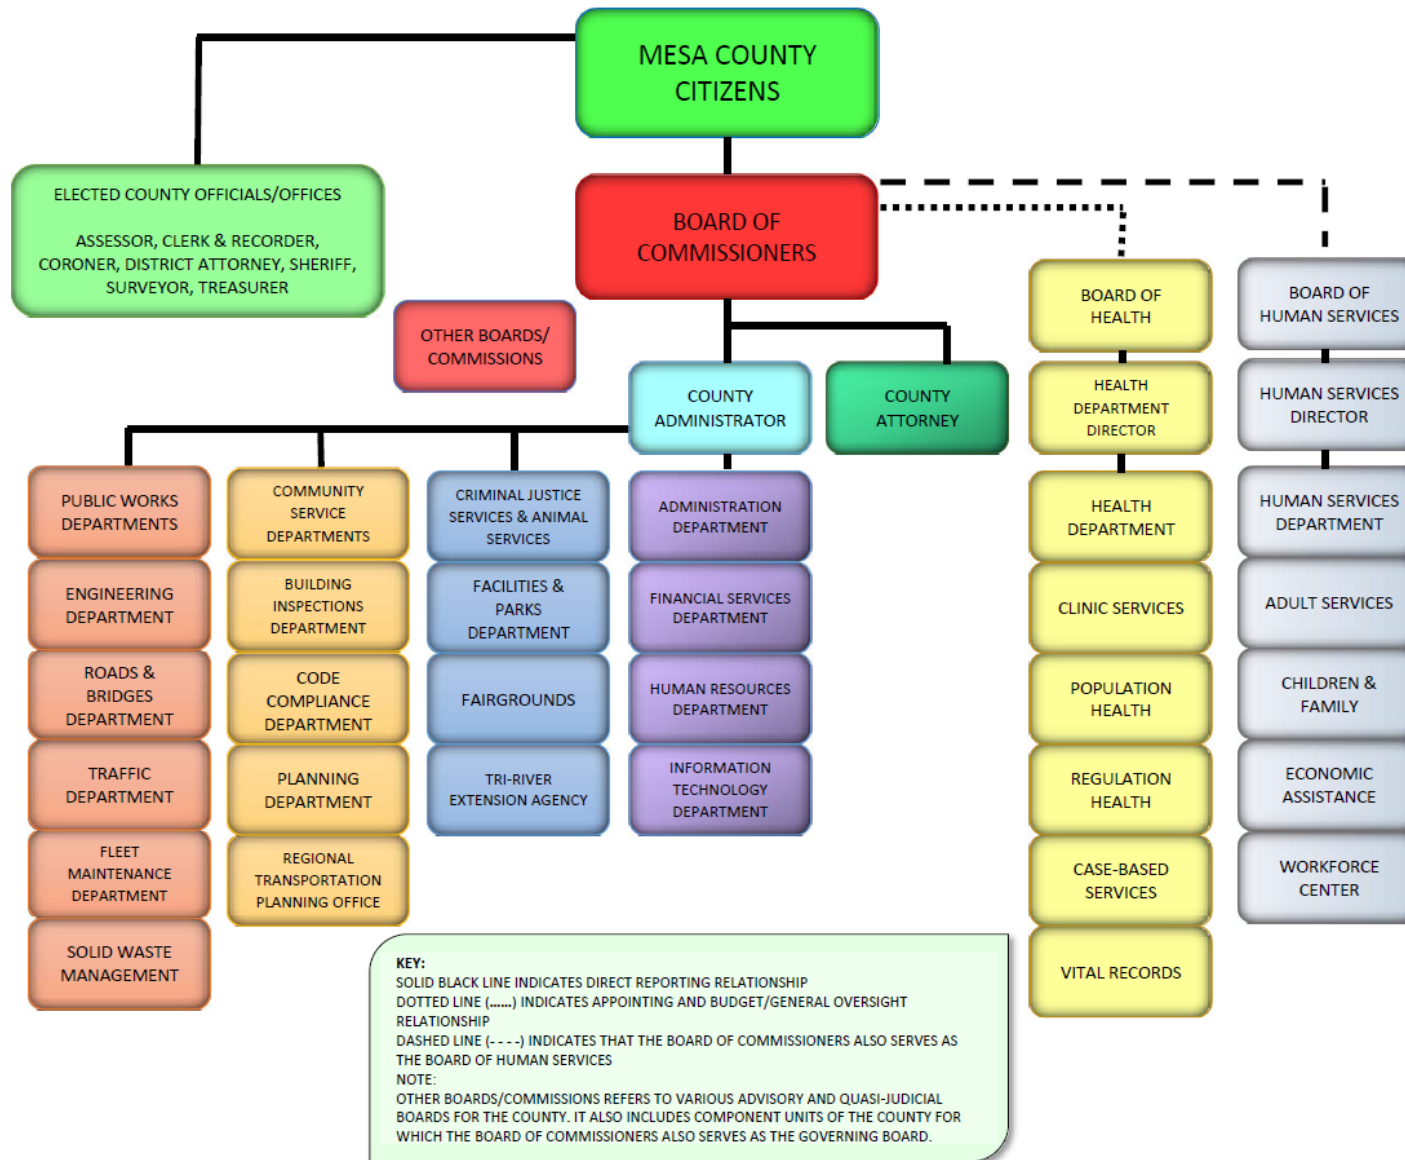 MESA COUNTY
CITIZENS
ELECTED COUNTY OFFICIALS/OFFICES
ASSESSOR, CLERK & RECORDER,
CORONER, DISTRICT ATTORNEY, SHERIFF,
SURVEYOR, TREASURER
BOARD OF
COMMISSIONERS
OTHER BOARDS/
COMMISSIONS
COUNTY
ADMINISTRATOR
COUNTY
ATTORNEY
BOARD OF
HEALTH
HEALTH
DEPARTMENT
DIRECTOR
BOARD OF
HUMAN SERVICES
HUMAN SERVICES
DIRECTOR
PUBLIC WORKS
DEPARTMENTS
ENGINEERING
DEPARTMENT
ROADS &
BRIDGES
DEPARTMENT
TRAFFIC
DEPARTMENT
FLEET
MAINTENANCE
DEPARTMENT
SOLID WASTE
MANAGEMENT
COMMUNITY
SERVICE
DEPARTMENTS
BUILDING
INSPECTIONS
DEPARTMENT
CODE
COMPLIANCE
DEPARTMENT
PLANNING
DEPARTMENT
REGIONAL
TRANSPORTATION
PLANNING OFFICE
CRIMINAL JUSTICE
SERVICES & ANIMAL
SERVICES
FACILITIES &
PARKS
DEPARTMENT
FAIRGROUNDS
TRI-RIVER
EXTENSION AGENCY
ADMINISTRATION
DEPARTMENT
FINANCIAL SERVICES
DEPARTMENT
HUMAN RESOURCES
DEPARTMENT
INFORMATION
TECHNOLOGY
DEPARTMENT
HEALTH
DEPARTMENT
CLINIC SERVICES
POPULATION
HEALTH
REGULATION
HEALTH
CASE-BASED
SERVICES
VITAL RECORDS
HUMAN SERVICES
DEPARTMENT
ADULT SERVICES
CHILDREN &
FAMILY
ECONOMIC
ASSISTANCE
WORKFORCE
CENTER
KEY:
SOLID BLACK LINE INDICATES DIRECT REPORTING RELATIONSHIP
DOTTED LINE (......) INDICATES APPOINTING AND BUDGET/GENERAL OVERSIGHT
RELATIONSHIP
DASHED LINE (- - - -) INDICATES THAT THE BOARD OF COMMISSIONERS ALSO SERVES AS
THE BOARD OF HUMAN SERVICES
NOTE:
OTHER BOARDS/COMMISSIONS REFERS TO VARIOUS ADVISORY AND QUASI-JUDICIAL
BOARDS FOR THE COUNTY. IT ALSO INCLUDES COMPONENT UNITS OF THE COUNTY FOR
WHICH THE BOARD OF COMMISSIONERS ALSO SERVES AS THE GOVERNING BOARD.